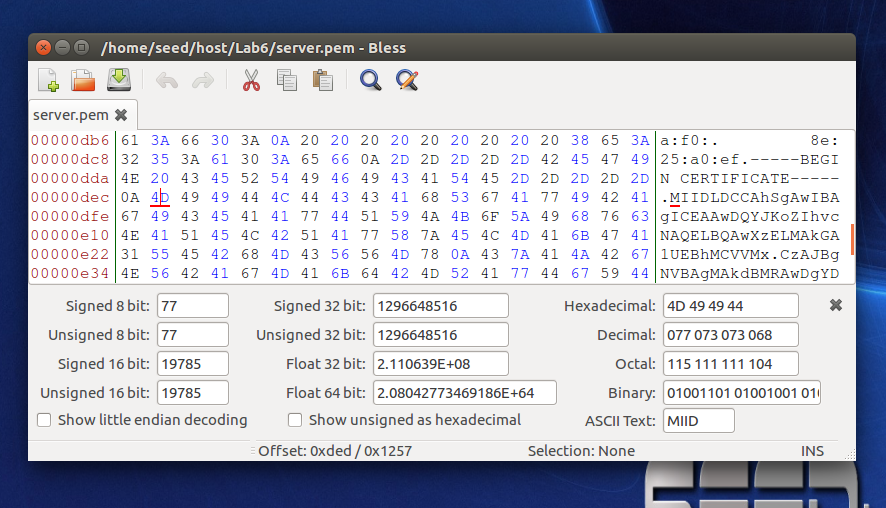 /home/seed/host/Lab6/server.pem - Bless
server.pem
00000db6 61 3A 66 30 3A 0A 20 20 20 20 20 20 20 20 20 38 65 3A a:f0:.         8e:
00000dc8 32 35 3A 61 30 3A 65 66 0A 2D 2D 2D 2D 2D 42 45 47 49 25:a0:ef.-----BEGI
00000dda 4E 20 43 45 52 54 49 46 49 43 41 54 45 2D 2D 2D 2D 2D N CERTIFICATE-----
00000dec 0A 4D 49 49 44 4C 44 43 43 41 68 53 67 41 77 49 42 41 .MIIDLDCCAhSgAwIBA
00000dfe 67 49 43 45 41 41 77 44 51 59 4A 4B 6F 5A 49 68 76 63 gICEAAwDQYJKoZIhvc
00000e10 4E 41 51 45 4C 42 51 41 77 58 7A 45 4C 4D 41 6B 47 41 NAQELBQAwXzELMAkGA
00000e22 31 55 45 42 68 4D 43 56 56 4D 78 0A 43 7A 41 4A 42 67 1UEBhMCVVMx.CzAJBg
00000e34 4E 56 42 41 67 4D 41 6B 64 42 4D 52 41 77 44 67 59 44 NVBAgMAkdBMRAwDgYD
Signed 8 bit: 77 Signed 32 bit: 1296648516 Hexadecimal: 4D 49 49 44
Unsigned 8 bit: 77 Unsigned 32 bit: 1296648516 Decimal: 077 073 073 068
Signed 16 bit: 19785 Float 32 bit: 2.110639E+08 Octal: 115 111 111 104
Unsigned 16 bit: 19785 Float 64 bit: 2.08042773469186E+64 Binary: 01001101 01001001 01
Show little endian decoding Show unsigned as hexadecimal ASCII Text: MIID
Offset: 0xded / 0x1257 Selection: None INS